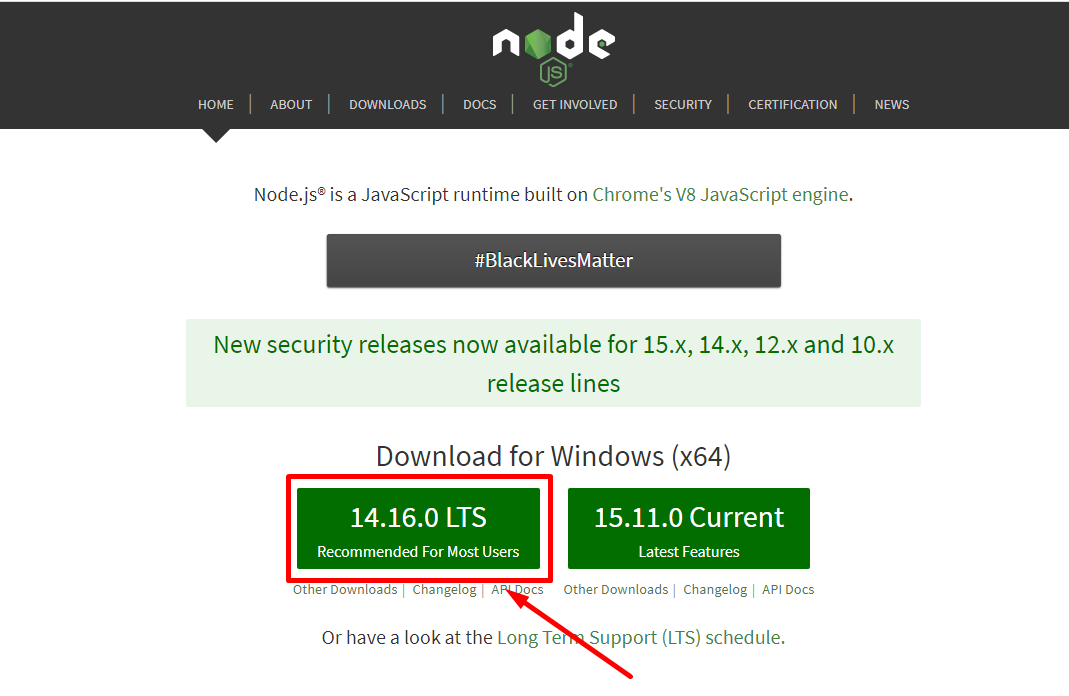 node
JS
HOME | ABOUT | DOWNLOADS | DOCS | GET INVOLVED | SECURITY | CERTIFICATION | NEWS
Node.js® is a JavaScript runtime built on Chrome's V8 JavaScript engine.
#BlackLivesMatter
New security releases now available for 15.x, 14.x, 12.x and 10.x
release lines
Download for Windows (x64)
14.16.0 LTS
Recommended For Most Users
15.11.0 Current
Latest Features
Other Downloads | Changelog | API Docs
Other Downloads | Changelog | API Docs
Or have a look at the Long Term Support (LTS) schedule.